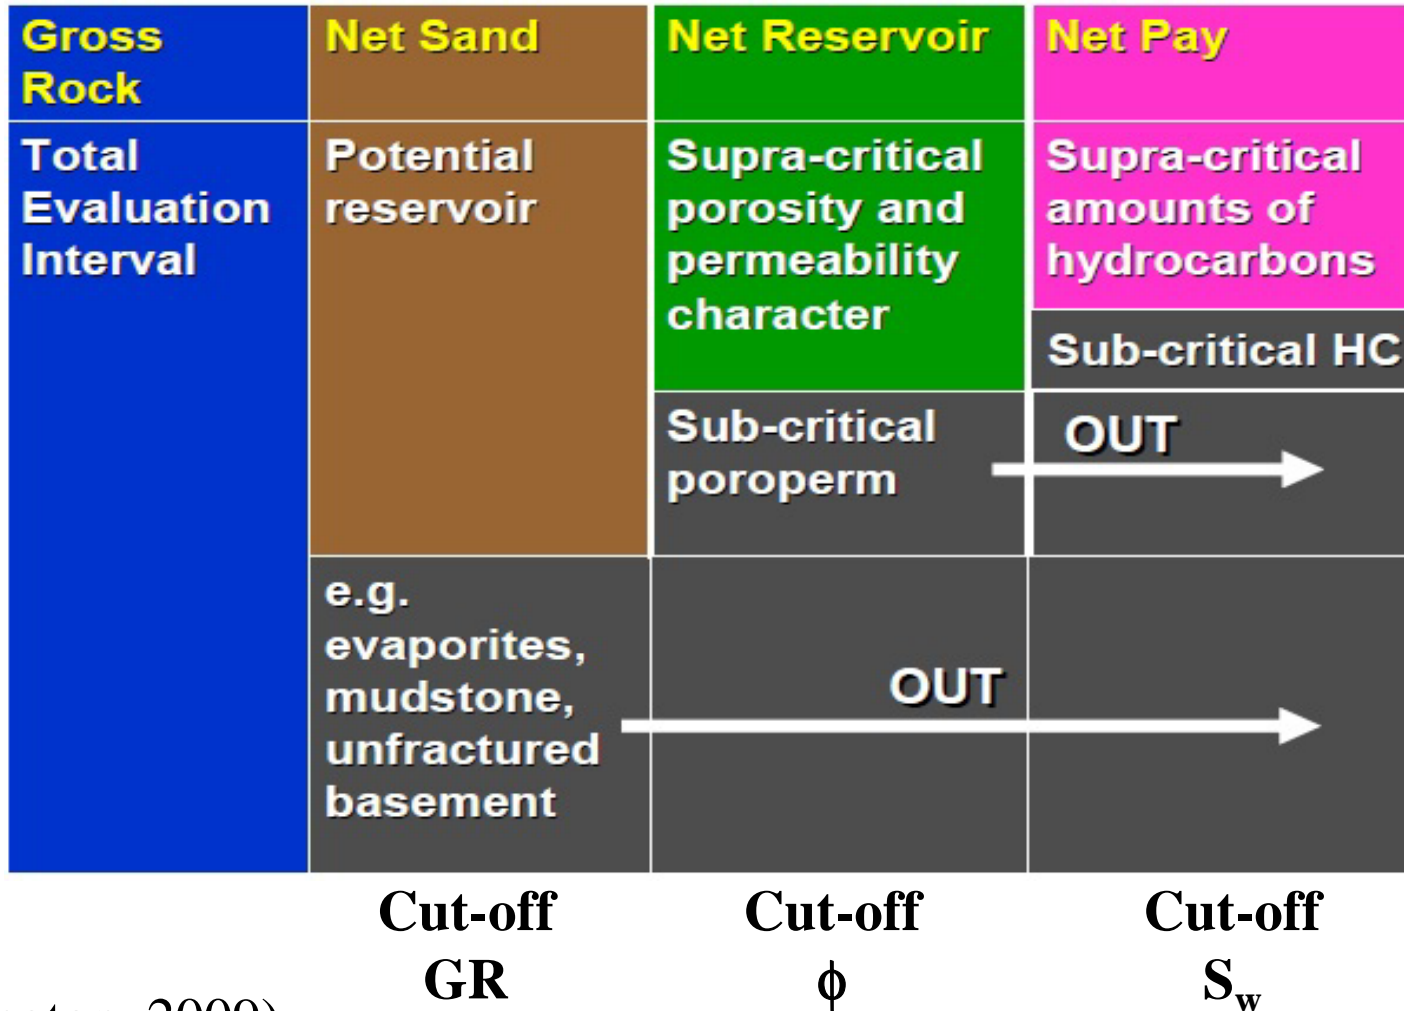 Gross
Rock
Net Sand
Net Reservoir
Net Pay
Total
Evaluation
Interval
Potential
reservoir
Supra-critical
porosity and
permeability
character
Supra-critical
amounts of
hydrocarbons
Sub-critical HC
Sub-critical
poroperm
OUT
e.g.
evaporites,
mudstone,
unfractured
basement
OUT
Cut-off
GR
Cut-off
ϕ
Cut-off
Sw
2009)